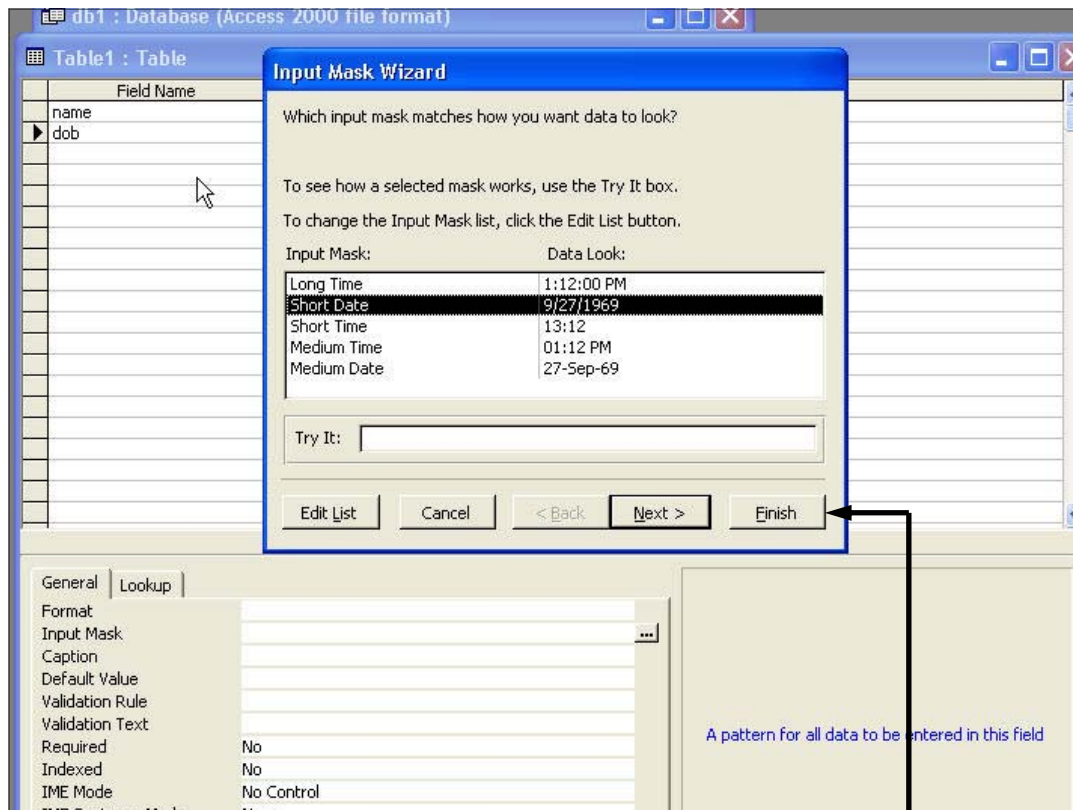 db1 : Database (Access 2000 file format)
Table1 : Table
Field Name
name
dob
Input Mask Wizard
Which input mask matches how you want data to look?
To see how a selected mask works, use the Try It box.
To change the Input Mask list, click the Edit List button.
Input Mask: Data Look:
Long Time 1:12:00 PM
Short Date 9/27/1969
Short Time 13:12
Medium Time 01:12 PM
Medium Date 27-Sep-69
Try It:
Edit List Cancel < Back Next > Finish
General Lookup
Format
Input Mask ...
Caption
Default Value
Validation Rule
Validation Text
Required No
Indexed No
IME Mode No Control
A pattern for all data to be entered in this field